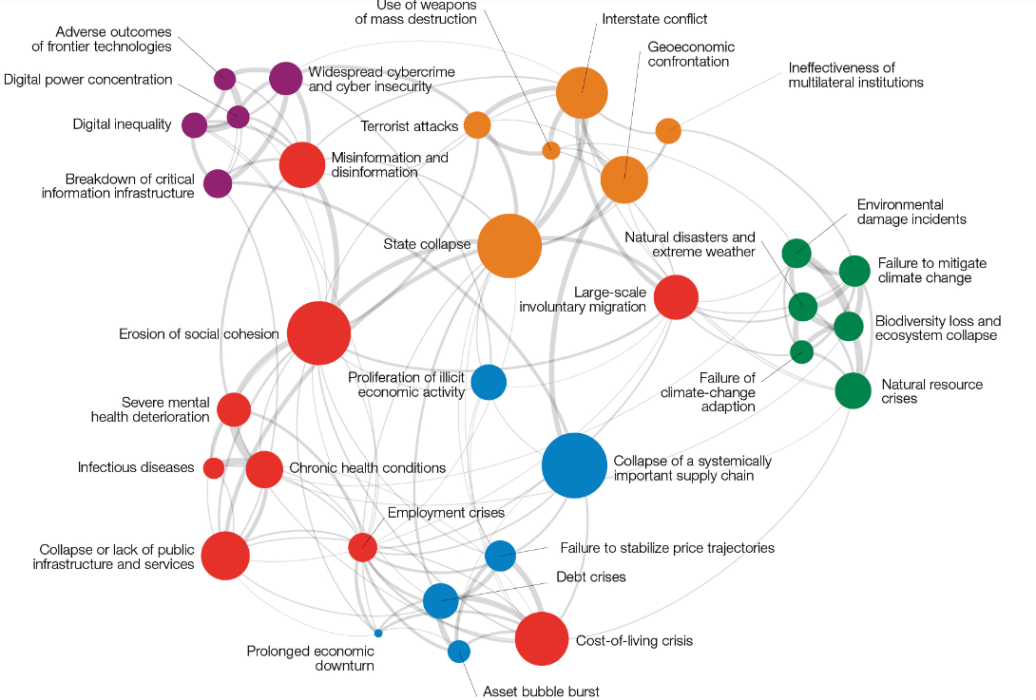 Use of weapons
of mass destruction
Interstate conflict
Adverse outcomes
of frontier technologies
Geoeconomic
confrontation
Digital power concentration
Widespread cybercrime
and cyber insecurity
Ineffectiveness of
multilateral institutions
Digital inequality
Terrorist attacks
Misinformation and
disinformation
Breakdown of critical
information infrastructure
Environmental
damage incidents
State collapse
Natural disasters and
extreme weather
Failure to mitigate
climate change
Large-scale
involuntary migration
Erosion of social cohesion
Biodiversity loss and
ecosystem collapse
Proliferation of illicit
economic activity
Failure of
climate-change
adaption
Natural resource
crises
Severe mental
health deterioration
Infectious diseases
Chronic health conditions
Collapse of a systemically
important supply chain
Employment crises
Collapse or lack of public
infrastructure and services
Failure to stabilize price trajectories
Debt crises
Prolonged economic
downturn
Cost-of-living crisis
Asset bubble burst